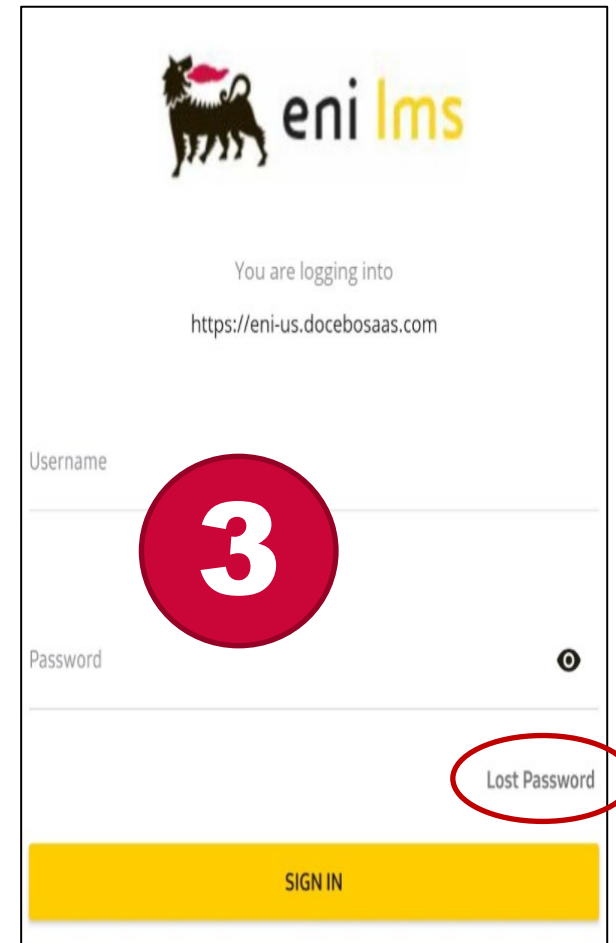 eni lms
You are logging into
https://eni-us.docebosaas.com
Username
3
Password
Lost Password
SIGN IN